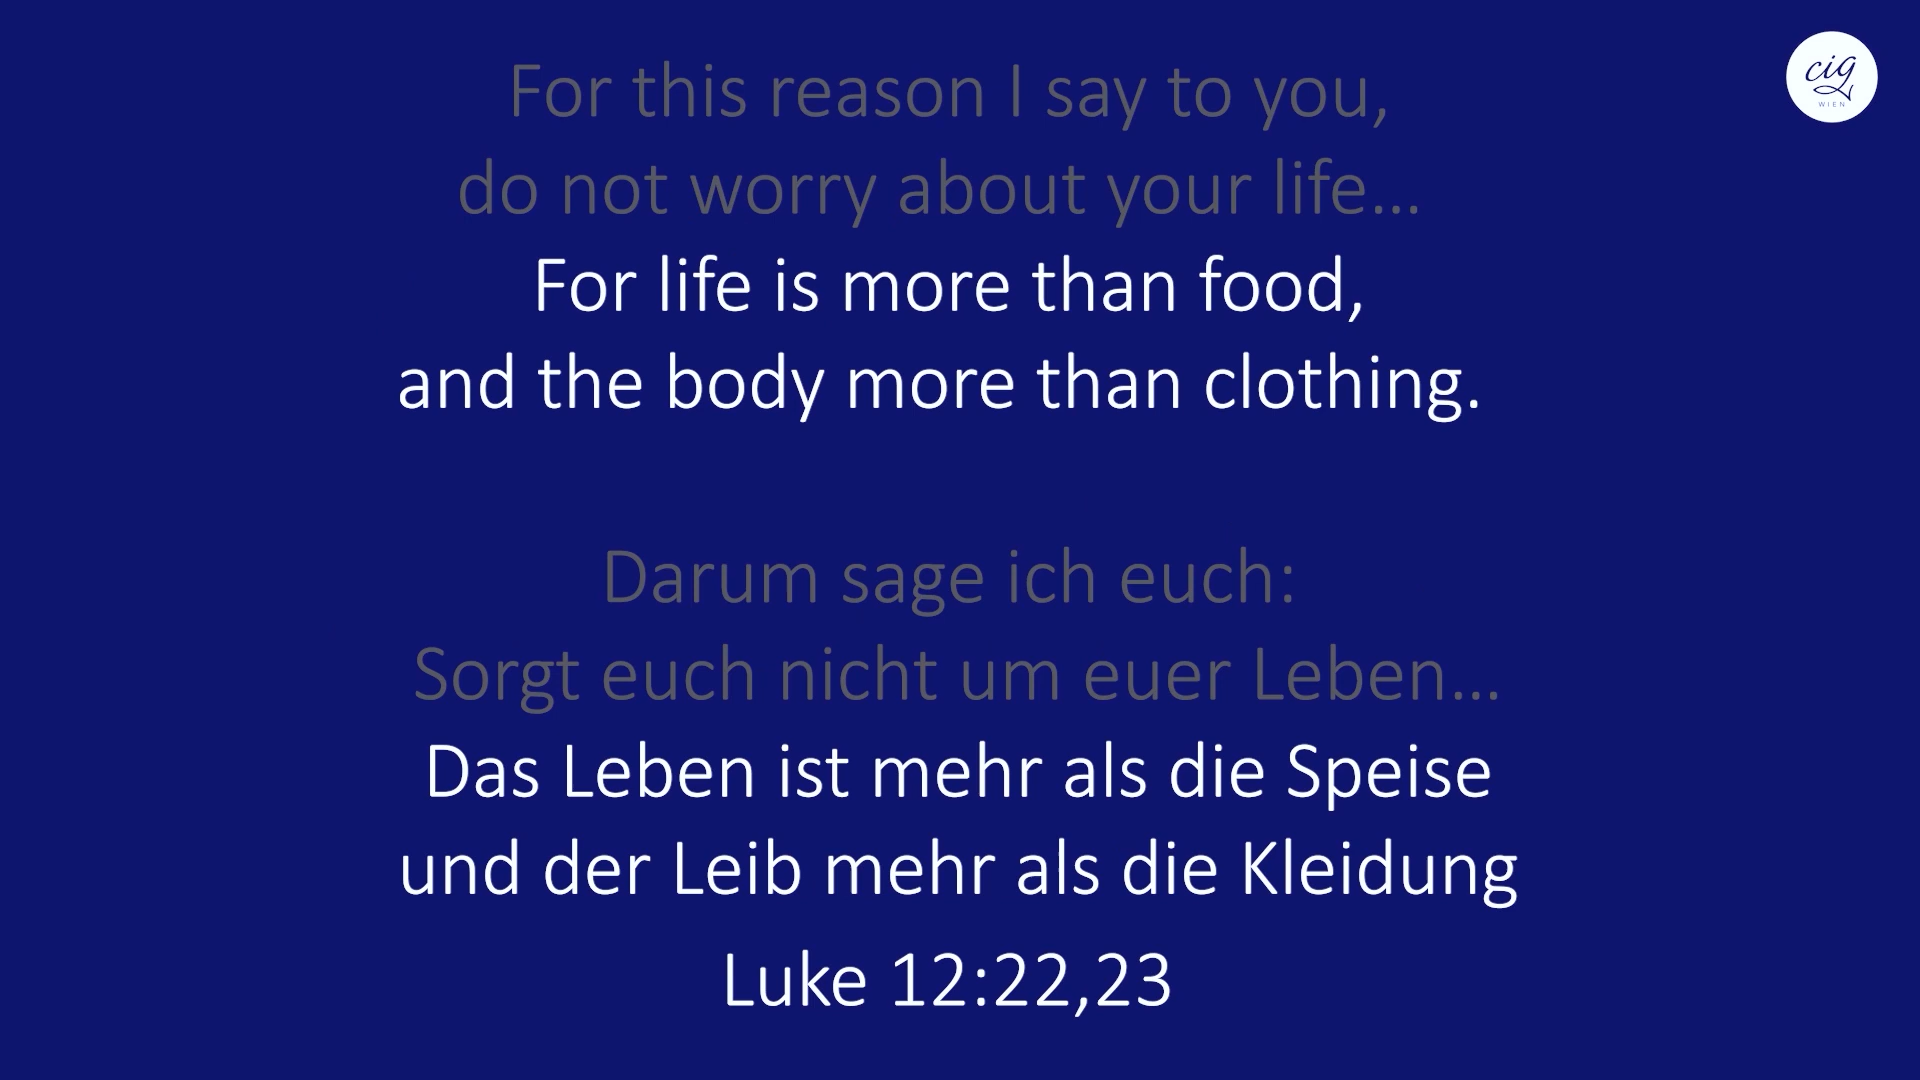 For this reason I say to you,
do not worry about your life...
For life is more than food,
and the body more than clothing.
Darum sage ich euch:
Sorgt euch nicht um euer Leben...
Das Leben ist mehr als die Speise
und der Leib mehr als die Kleidung
Luke 12:22,23
cig
WIEN